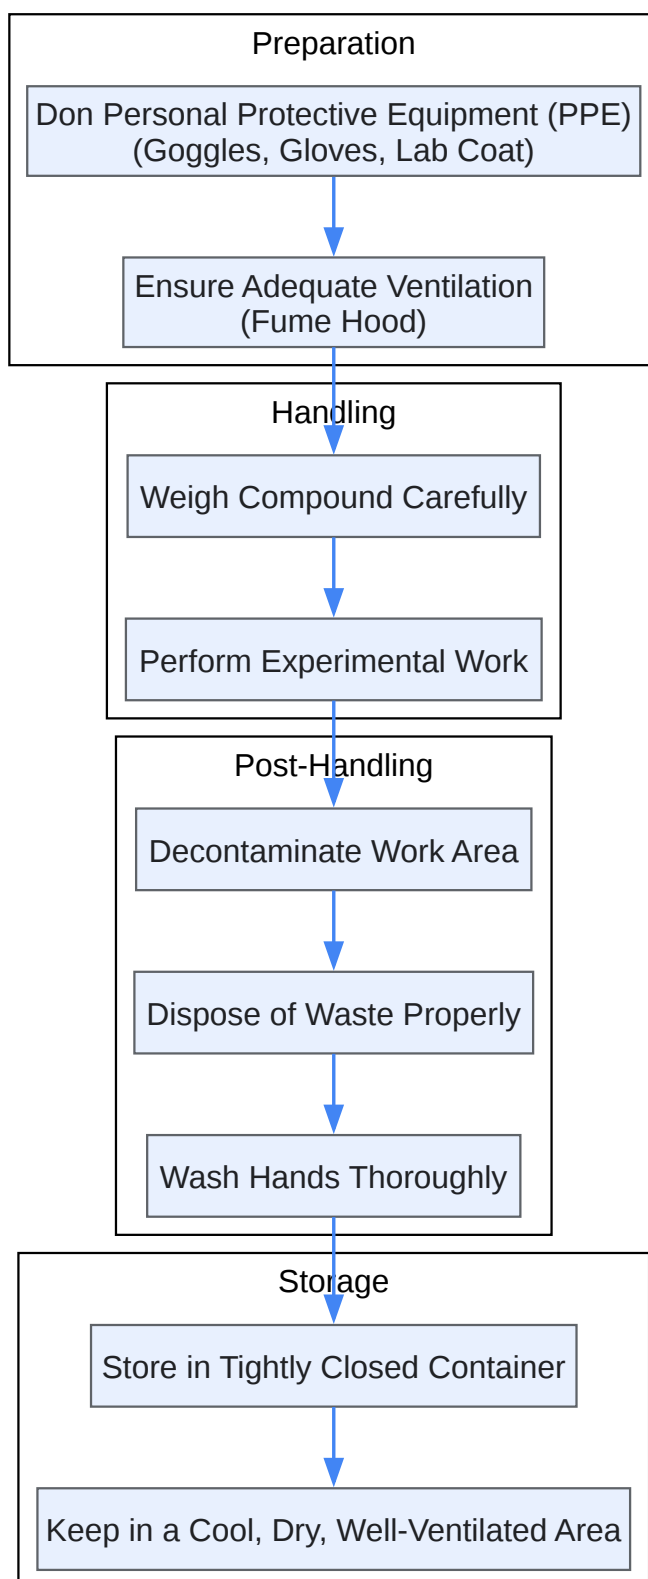 Preparation
Don Personal Protective Equipment (PPE)
(Goggles, Gloves, Lab Coat)
Ensure Adequate Ventilation
(Fume Hood)
Handling
Weigh Compound Carefully
Perform Experimental Work
Post-Handling
Decontaminate Work Area
Dispose of Waste Properly
Wash Hands Thoroughly
Storage
Store in Tightly Closed Container
Keep in a Cool, Dry, Well-Ventilated Area